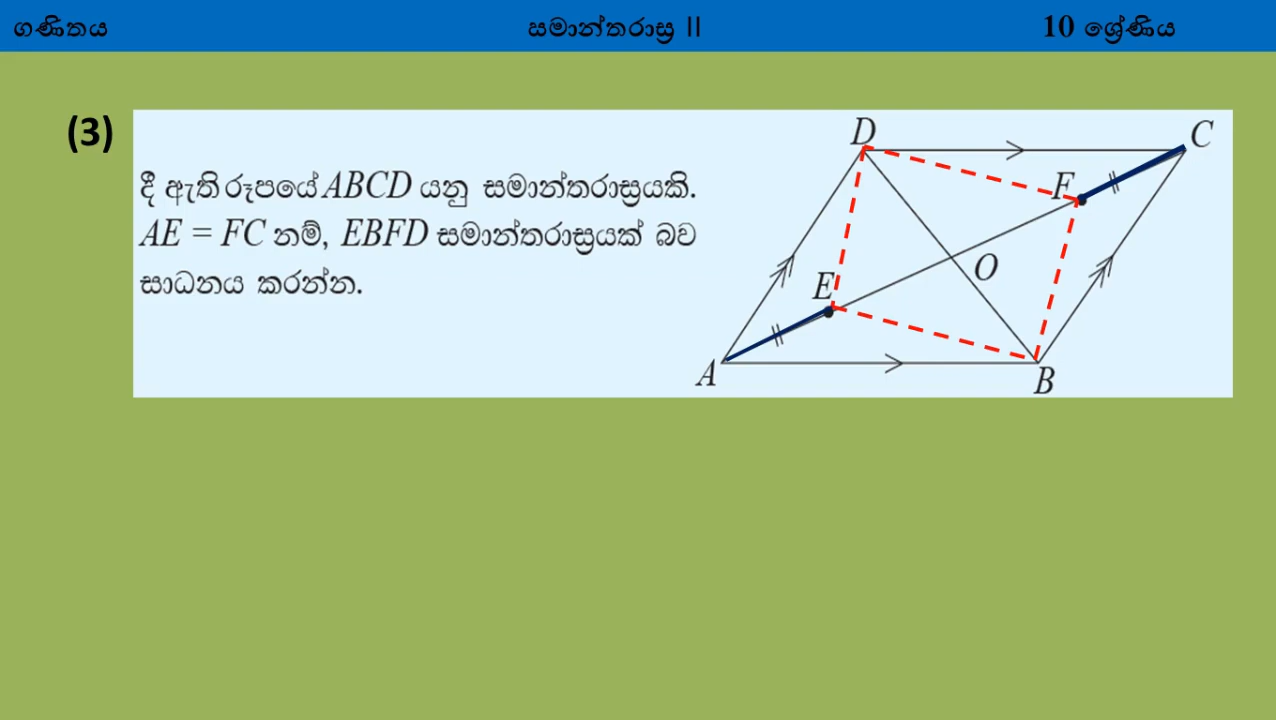 ගණිතය
සමාන්තරාස්‍ර II
10 ශ්‍රේණිය
(3)
දී ඇති රූපයේ ABCD යනු සමාන්තරාස්‍රයකි.
AE = FC නම්, EBFD සමාන්තරාස්‍රයක් බව
සාධනය කරන්න.
D
C
F
O
E
A
B